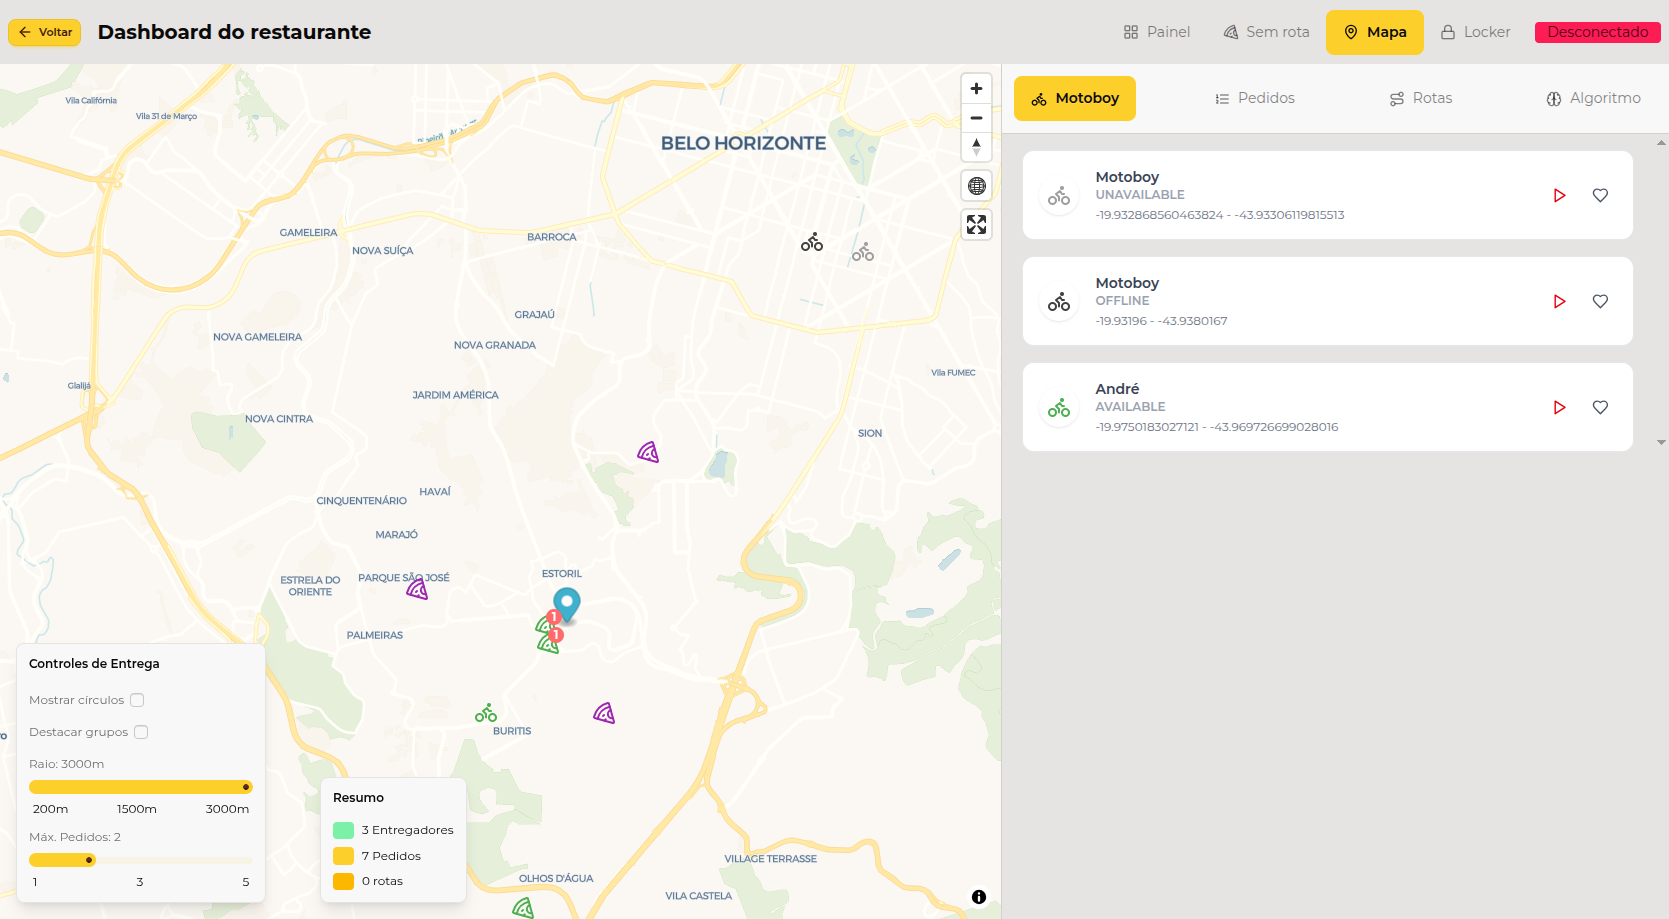 Voltar
Dashboard do restaurante
Painel
Sem rota
Mapa
Locker
Desconectado
Motoboy
Pedidos
Rotas
Algoritmo
Motoboy
UNAVAILABLE
-19.932868560463824 - -43.93306119815513
Motoboy
OFFLINE
-19.93196 - -43.9380167
André
AVAILABLE
-19.9750183027121 - -43.969726699028016
Vila Califórnia
Vila 31 de Março
BELO HORIZONTE
GAMELEIRA
NOVA SUÍÇA
BARROCA
GRAJAÚ
NOVA GAMELEIRA
NOVA GRANADA
Vila FUMEC
JARDIM AMÉRICA
NOVA CINTRA
SION
HAVAÍ
CINQUENTENÁRIO
MARAJÓ
ESTORIL
PARQUE SÃO JOSÉ
ESTRELA DO
ORIENTE
1
1
PALMEIRAS
BURITIS
VILLAGE TERRASSE
OLHOS D'ÁGUA
VILA CASTELA
Controles de Entrega
Mostrar círculos
Destacar grupos
Raio: 3000m
200m 1500m 3000m
Máx. Pedidos: 2
1 3 5
Resumo
3 Entregadores
7 Pedidos
0 rotas